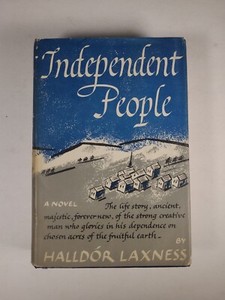 Independent
People
A NOVEL
The life story, ancient,
majestic, forever new, of the strong creative
man who glories in his dependence on
chosen acres of the fruitful earth —
BY
HALLDÓR LAXNESS